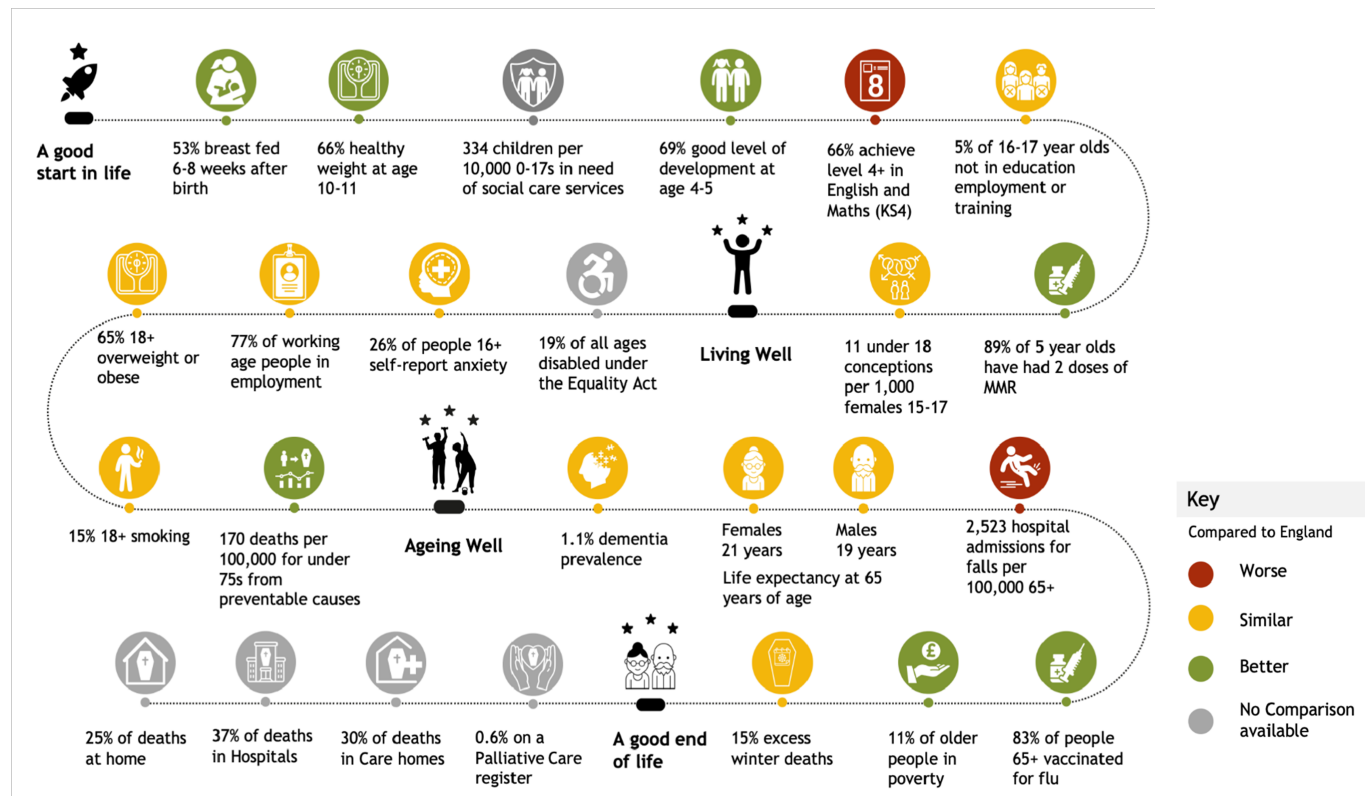 A good
start in life
53% breast fed
6-8 weeks after
birth
66% healthy
weight at age
10-11
334 children per
10,000 0-17s in need
of social care services
69% good level of
development at
age 4-5
8
66% achieve
level 4+ in
English and
Maths (KS4)
5% of 16-17 year olds
not in education
employment or
training
65% 18+
overweight or
obese
77% of working
age people in
employment
26% of people 16+
self-report anxiety
19% of all ages
disabled under
the Equality Act
Living Well
11 under 18
conceptions
per 1,000
females 15-17
89% of 5 year olds
have had 2 doses of
MMR
15% 18+ smoking
170 deaths per
100,000 for under
75s from
preventable causes
Ageing Well
1.1% dementia
prevalence
Females
21 years
Males
19 years
Life expectancy at 65
years of age
2,523 hospital
admissions for
falls per
100,000 65+
25% of deaths
at home
37% of deaths
in Hospitals
30% of deaths
in Care homes
0.6% on a
Palliative Care
register
A good end
of life
15% excess
winter deaths
£
11% of older
people in
poverty
83% of people
65+ vaccinated
for flu
Key
Compared to England
Worse
Similar
Better
No Comparison
available